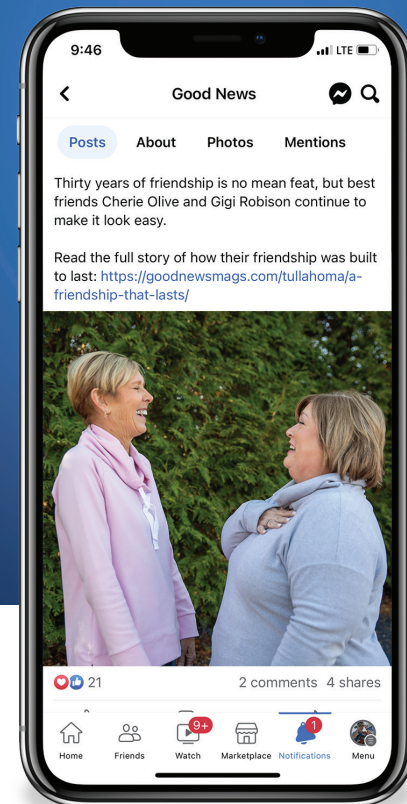 9:46
LTE
Good News
Posts About Photos Mentions
Thirty years of friendship is no mean feat, but best
friends Cherie Olive and Gigi Robison continue to
make it look easy.
Read the full story of how their friendship was built
to last: https://goodnewsmags.com/tullahoma/a-
friendship-that-lasts/
21 2 comments 4 shares
9+ 1
Home Friends Watch Marketplace Notifications Menu